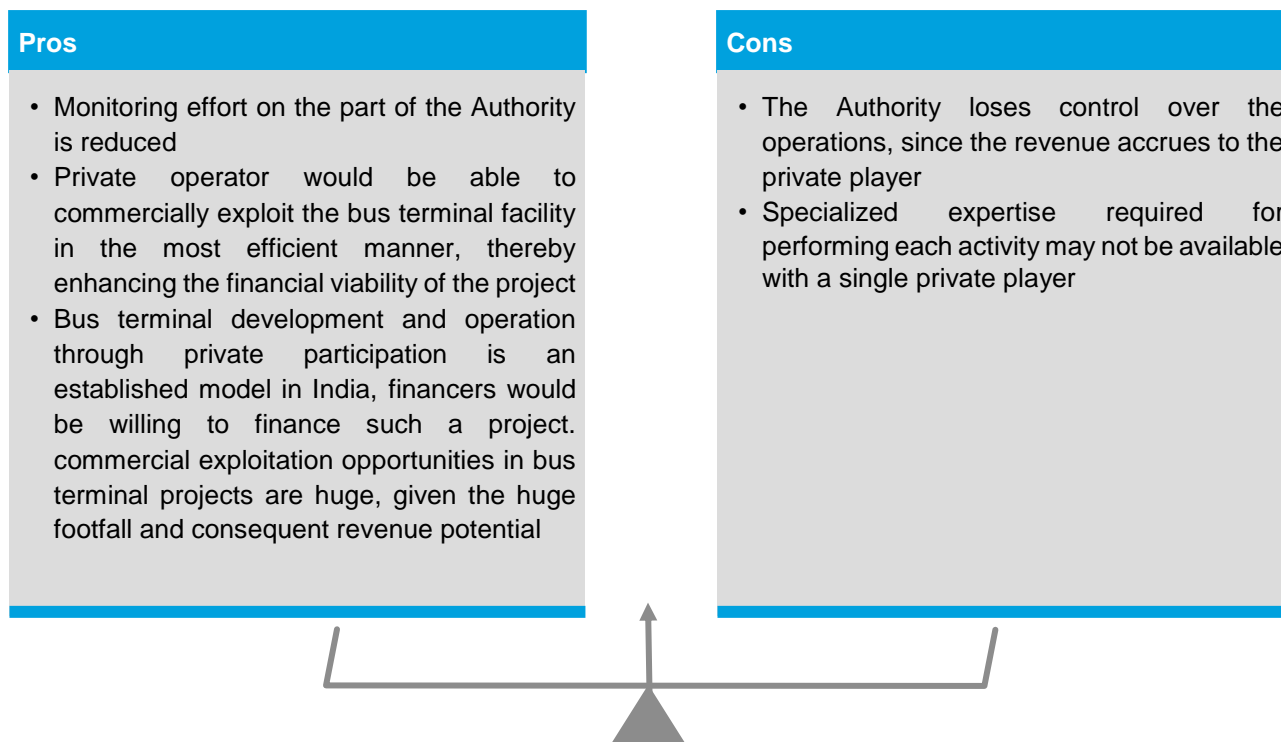 Pros
• Monitoring effort on the part of the Authority
is reduced
• Private operator would be able to
commercially exploit the bus terminal facility
in the most efficient manner, thereby
enhancing the financial viability of the project
• Bus terminal development and operation
through private participation is an
established model in India, financers would
be willing to finance such a project.
commercial exploitation opportunities in bus
terminal projects are huge, given the huge
footfall and consequent revenue potential
Cons
• The Authority loses control over the
operations, since the revenue accrues to the
private player
• Specialized expertise required for
performing each activity may not be available
with a single private player